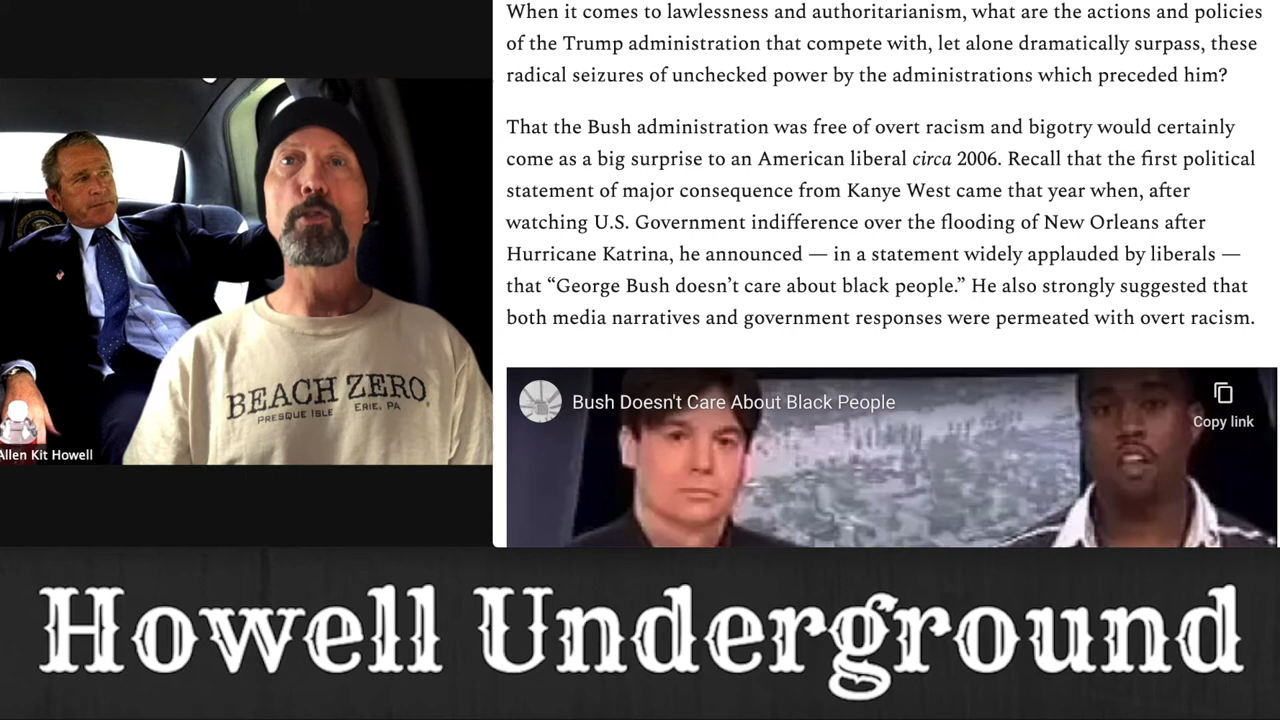 When it comes to lawlessness and authoritarianism, what are the actions and policies
of the Trump administration that compete with, let alone dramatically surpass, these
radical seizures of unchecked power by the administrations which preceded him?
That the Bush administration was free of overt racism and bigotry would certainly
come as a big surprise to an American liberal circa 2006. Recall that the first political
statement of major consequence from Kanye West came that year when, after
watching U.S. Government indifference over the flooding of New Orleans after
Hurricane Katrina, he announced — in a statement widely applauded by liberals —
that “George Bush doesn’t care about black people.” He also strongly suggested that
both media narratives and government responses were permeated with overt racism.
Bush Doesn't Care About Black People
Copy link
BEACH ZERO
PRESQUE ISLE ERIE, PA
Allen Kit Howell
Howell Underground